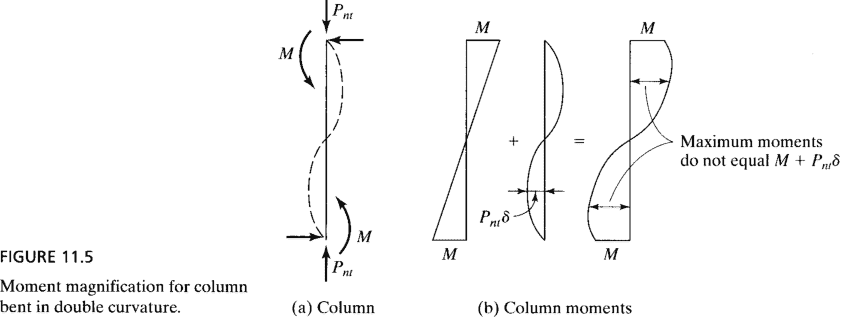 P_nt
M
M
P_nt
(a) Column
M
+
P_ntδ
M
=
M
M
Maximum moments
do not equal M + P_ntδ
(b) Column moments
FIGURE 11.5
Moment magnification for column
bent in double curvature.